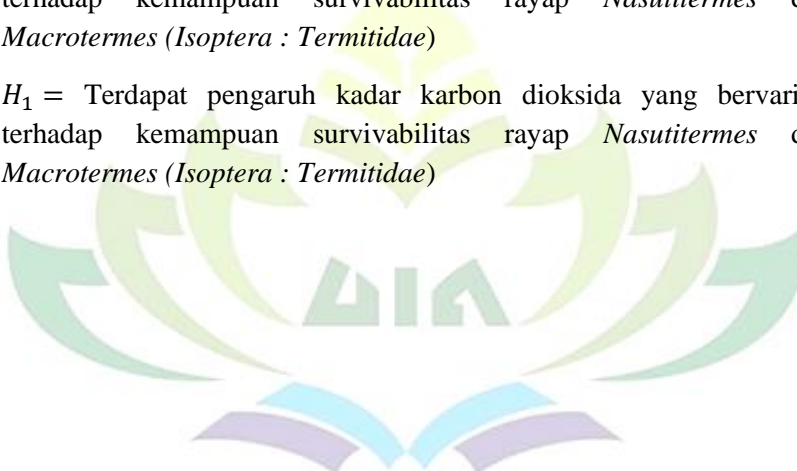 terhadap kemampuan survivabilitas rayap Nasutitermes
Macrotermes (Isoptera : Termitidae)
H₁ = Terdapat pengaruh kadar karbon dioksida yang
terhadap kemampuan survivabilitas rayap Nasutitermes
Macrotermes (Isoptera : Termitidae)
UIN